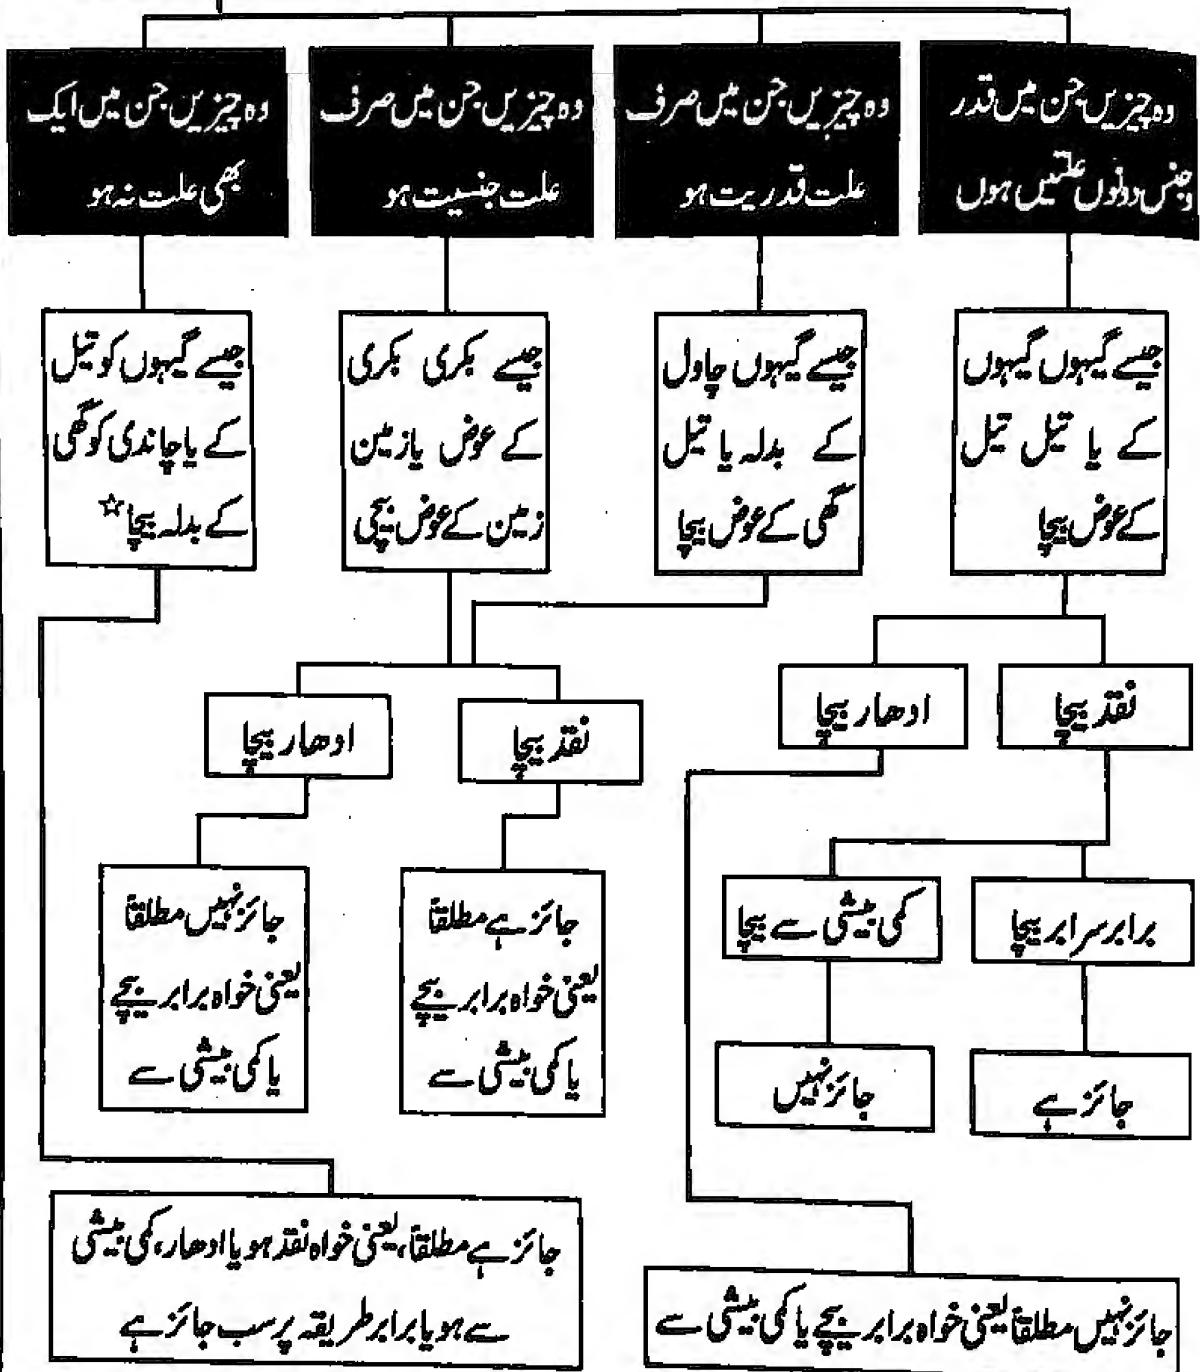 وہ چیزیں جن میں قدر
وجنس دونوں علتیں ہوں
وہ چیزیں جن میں صرف
علت قدریت ہو
وہ چیزیں جن میں صرف
علت جنسیت ہو
وہ چیزیں جن میں ایک
بھی علت نہ ہو
جیسے گیہوں گیہوں
کے یا تیل تیل
کے عوض بیچا
جیسے گیہوں چاول
کے بدلہ یا تیل
گھی کے عوض بیچا
جیسے بکری بکری
کے عوض یا زمین
زمین کے عوض بیچی
جیسے گیہوں کو تیل
کے یا چاندی کو گھی
کے بدلہ بیچا☆
نقد بیچا
ادھار بیچا
نقد بیچا
ادھار بیچا
برابر سرابر بیچا
کمی بیشی سے بیچا
جائز ہے مطلقاً
یعنی خواہ برابر بیچے
یا کمی بیشی سے
جائز نہیں مطلقاً
یعنی خواہ برابر بیچے
یا کمی بیشی سے
جائز ہے
جائز نہیں
جائز نہیں مطلقاً یعنی خواہ برابر بیچے یا کمی بیشی سے
جائز ہے مطلقاً، یعنی خواہ نقد ہو یا ادھار، کمی بیشی
سے ہو یا برابر طریقہ پر سب جائز ہے